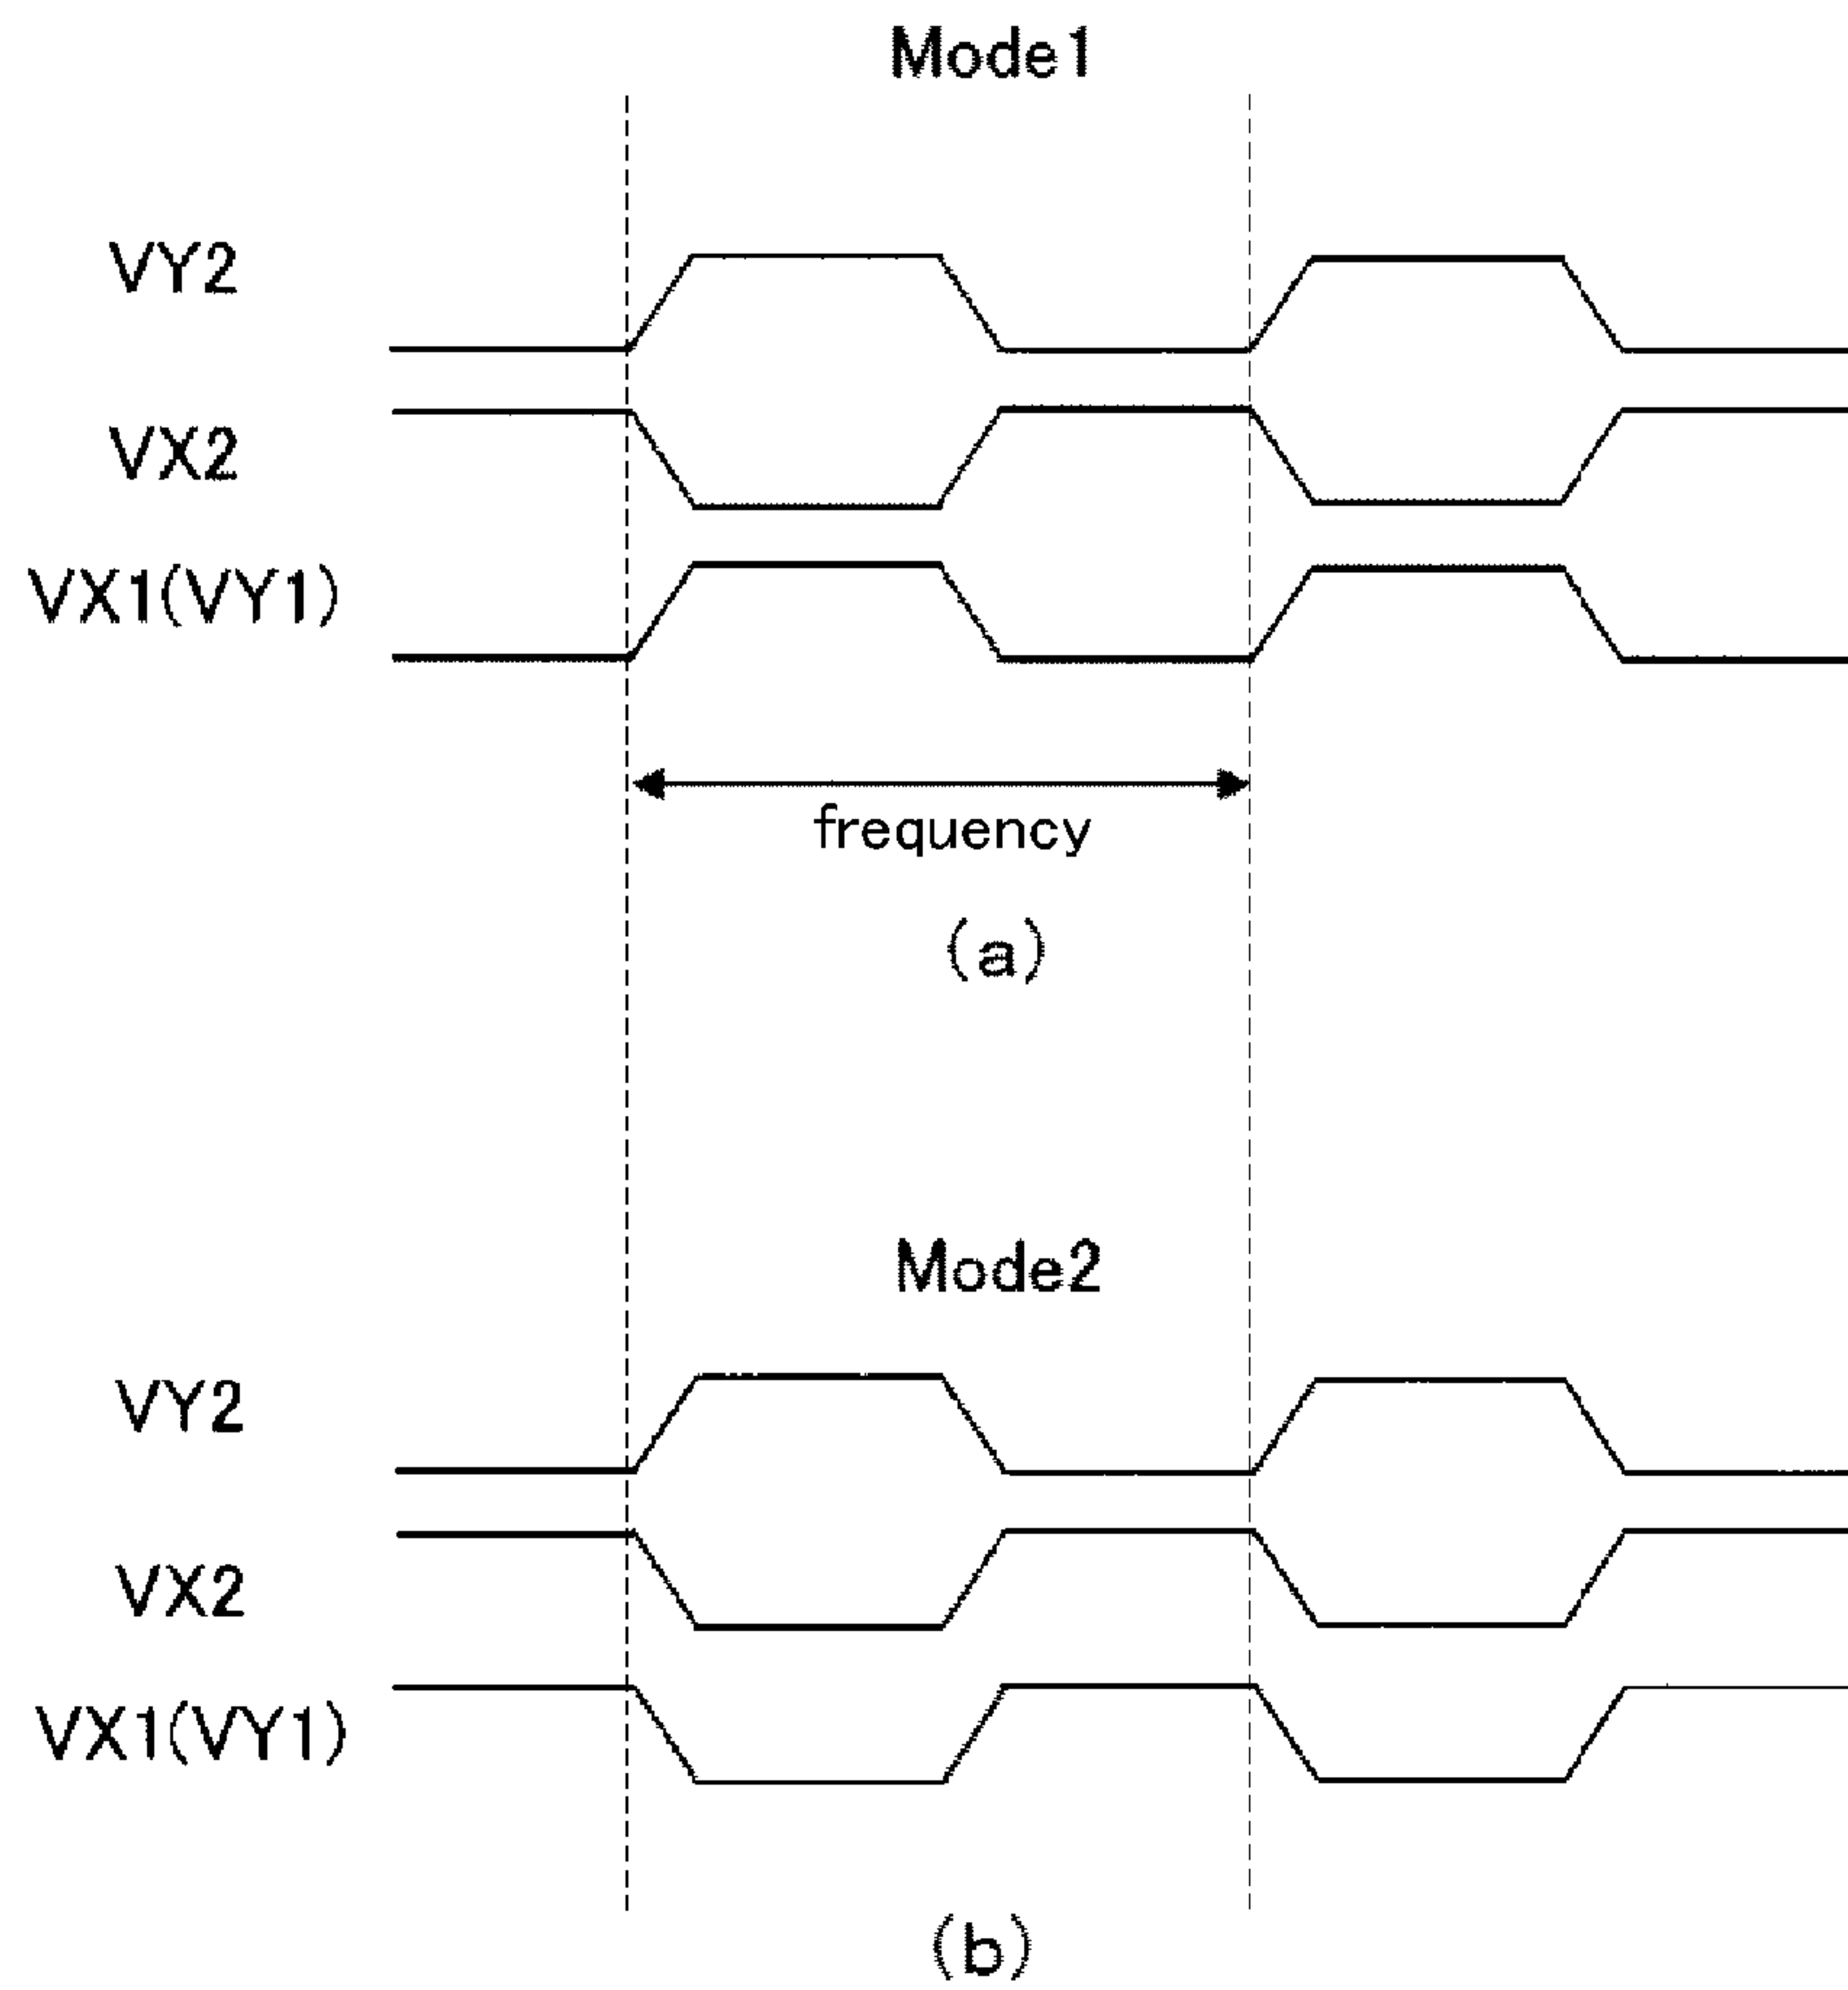 Mode1
VY2
VX2
VX1(VY1)
frequency
(a)
Mode2
VY2
VX2
VX1(VY1)
(b)